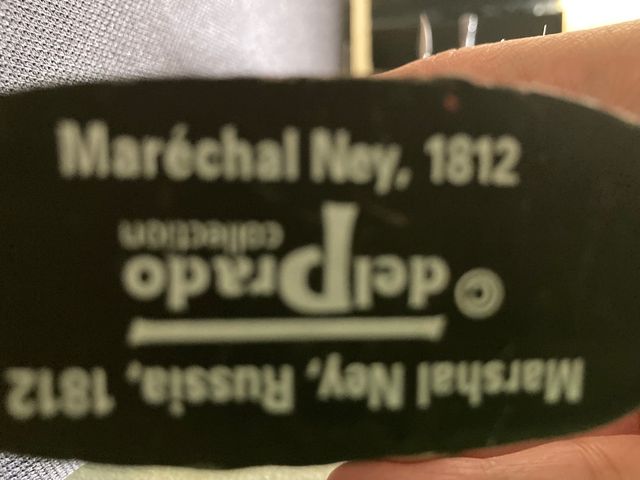 Maréchal Ney, 1812
Marshal Ney, Russia, 1812
© delPrado
collection